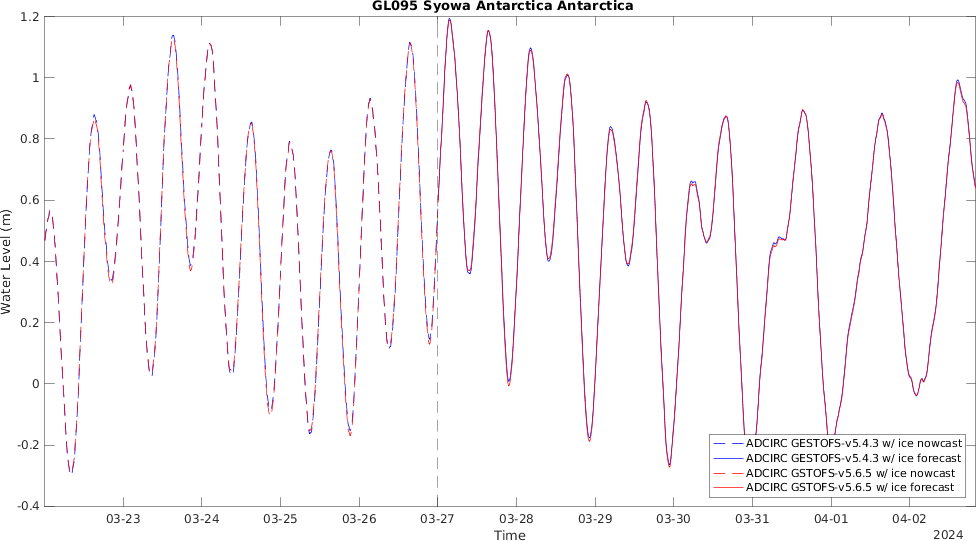 GL095 Syowa Antarctica Antarctica
Water Level (m)
1.2
1
0.8
0.6
0.4
0.2
0
-0.2
-0.4
ADCIRC GESTOFS-v5.4.3 w/ ice nowcast
ADCIRC GESTOFS-v5.4.3 w/ ice forecast
ADCIRC GSTOFS-v5.6.5 w/ ice nowcast
ADCIRC GSTOFS-v5.6.5 w/ ice forecast
03-23 03-24 03-25 03-26 03-27 03-28 03-29 03-30 03-31 04-01 04-02
Time
2024